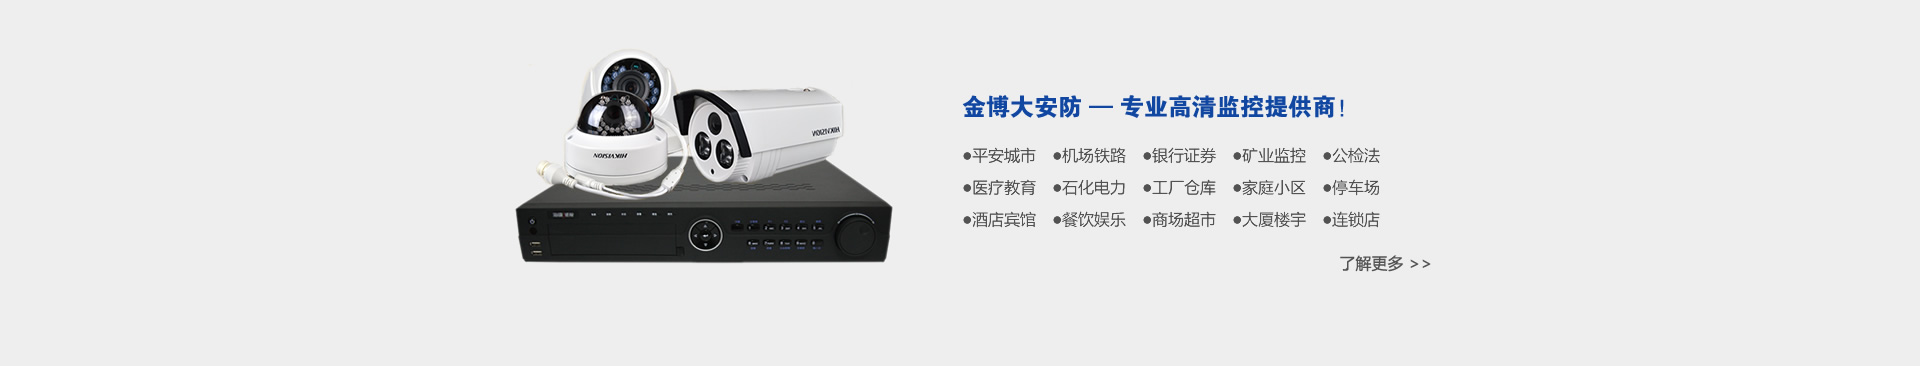 HIKVISION
HIKVISION
金博大安防 — 专业高清监控提供商！
●平安城市 ●机场铁路 ●银行证券 ●矿业监控 ●公检法
●医疗教育 ●石化电力 ●工厂仓库 ●家庭小区 ●停车场
●酒店宾馆 ●餐饮娱乐 ●商场超市 ●大厦楼宇 ●连锁店
了解更多 >>